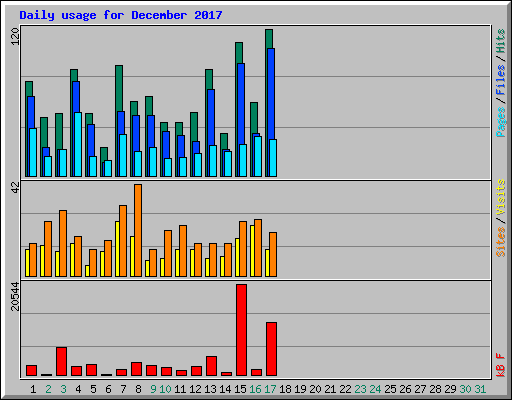 Daily usage for December 2017
120
Pages / Files / Hits
42
Sites / Visits
20544
kB F
1 2 3 4 5 6 7 8 9 10 11 12 13 14 15 16 17 18 19 20 21 22 23 24 25 26 27 28 29 30 31